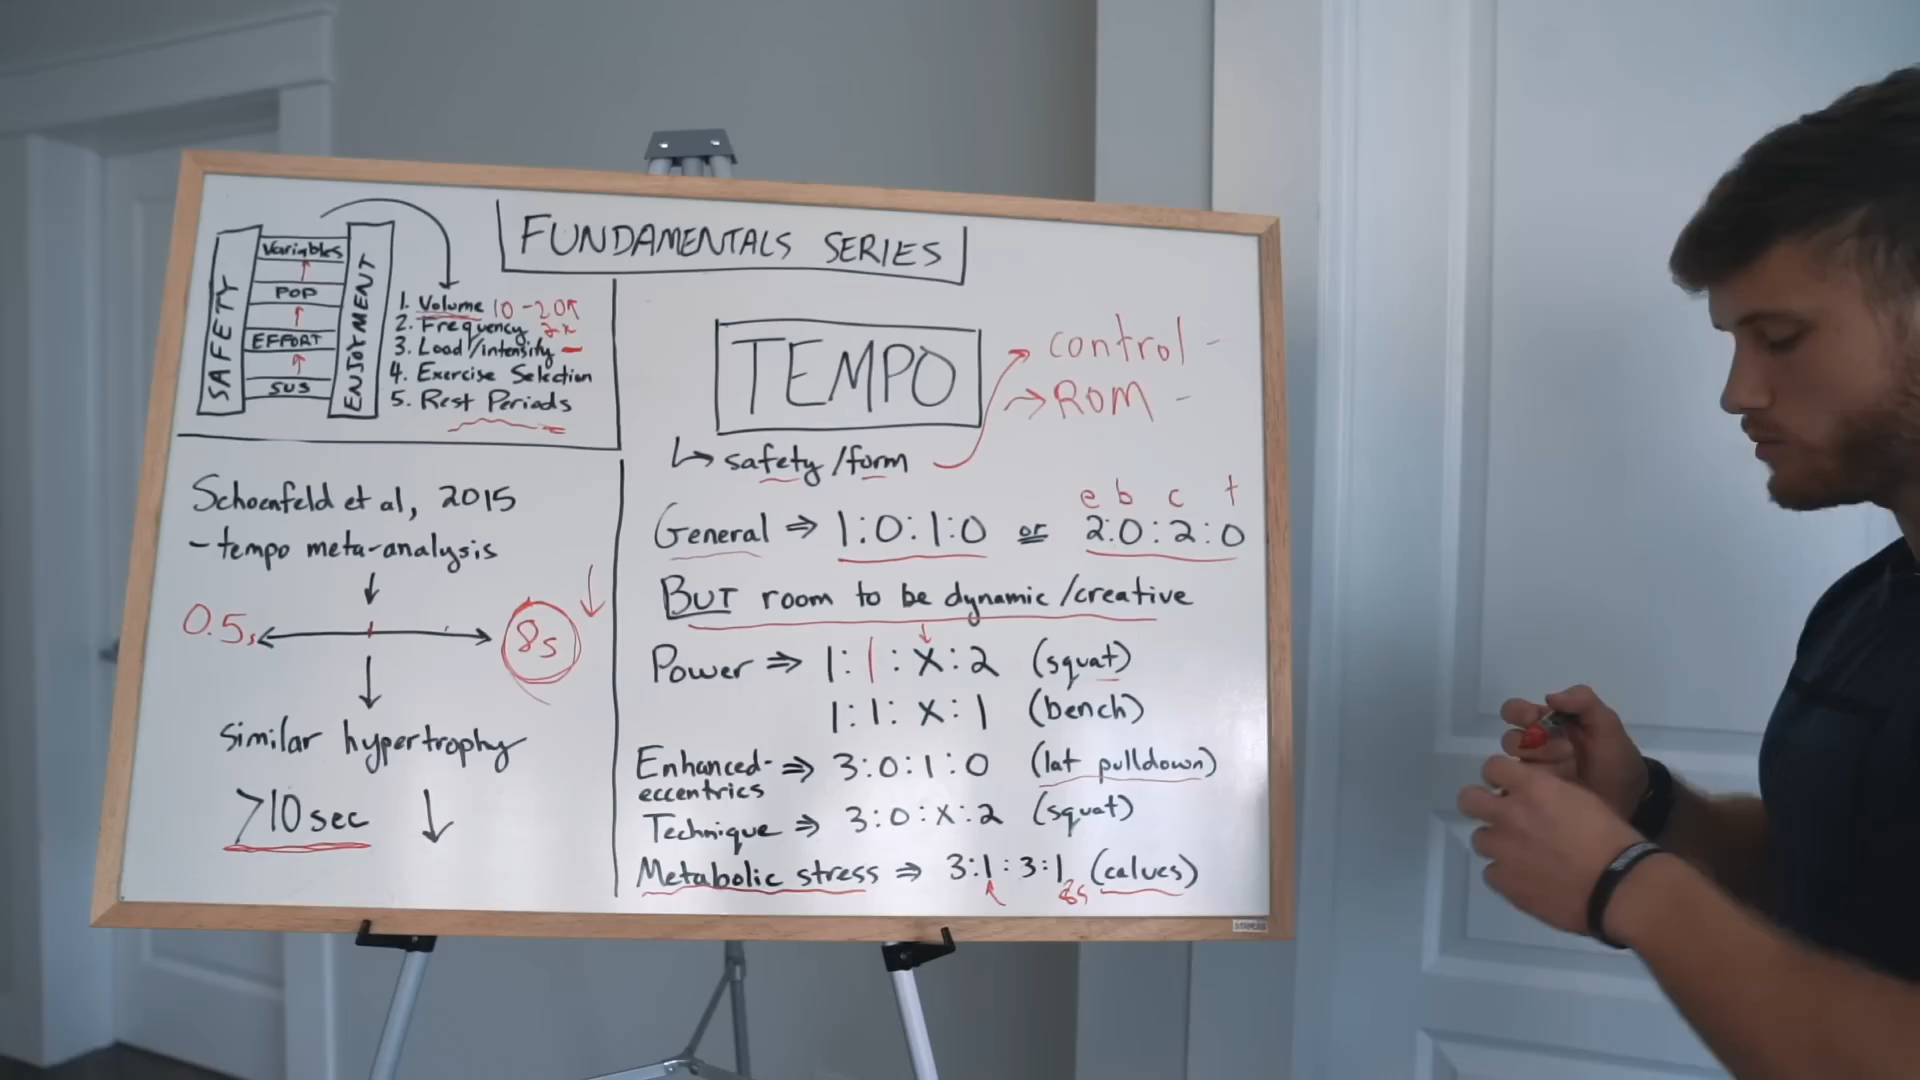 FUNDAMENTALS SERIES
SAFETY
Variables
POP
EFFORT
SUS
ENJOYMENT
1. Volume 10-20
2. Frequency 2x
3. Load/intensity
4. Exercise Selection
5. Rest Periods
Schoenfeld et al, 2015
- tempo meta-analysis
0.5s 8s
Similar hypertrophy
>10 sec
TEMPO
control
ROM
safety/form
e b c t
General ⇒ 1:0:1:0 or 2:0:2:0
BUT room to be dynamic/creative
Power ⇒ 1:1:X:2 (squat)
1:1:X:1 (bench)
Enhanced- ⇒ 3:0:1:0 (lat pulldown)
eccentrics
Technique ⇒ 3:0:X:2 (squat)
Metabolic stress ⇒ 3:1:3:1 (calves)
8s
STAPLES